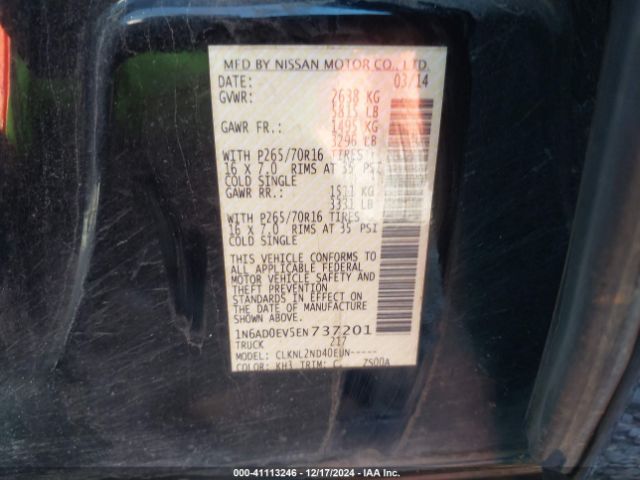 MFD BY NISSAN MOTOR CO., LTD.
DATE: 03/14
GVWR: 2638 KG
5815 LB
GAWR FR.: 1495 KG
3296 LB
WITH P265/70R16 TIRES
16 X 7.0 RIMS AT 35 PSI
COLD SINGLE
GAWR RR.: 1511 KG
3331 LB
WITH P265/70R16 TIRES
16 X 7.0 RIMS AT 35 PSI
COLD SINGLE
THIS VEHICLE CONFORMS TO
ALL APPLICABLE FEDERAL
MOTOR VEHICLE SAFETY AND
THEFT PREVENTION
STANDARDS IN EFFECT ON
THE DATE OF MANUFACTURE
SHOWN ABOVE.
1N6AD0EV5EN737201
TRUCK 217
MODEL: CLKNL2ND40EUN-----
COLOR: KH3 TRIM: C ZS00A
000-41113246 - 12/17/2024 - IAA Inc.